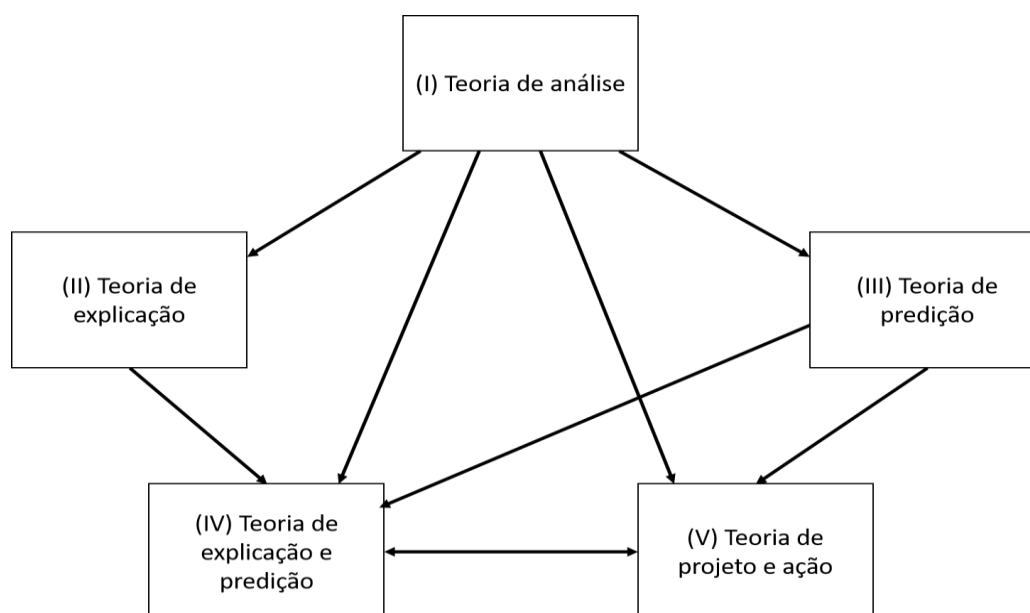 (I) Teoria de análise
(II) Teoria de
explicação
(III) Teoria de
predição
(IV) Teoria de
explicação e
predição
(V) Teoria de
projeto e ação